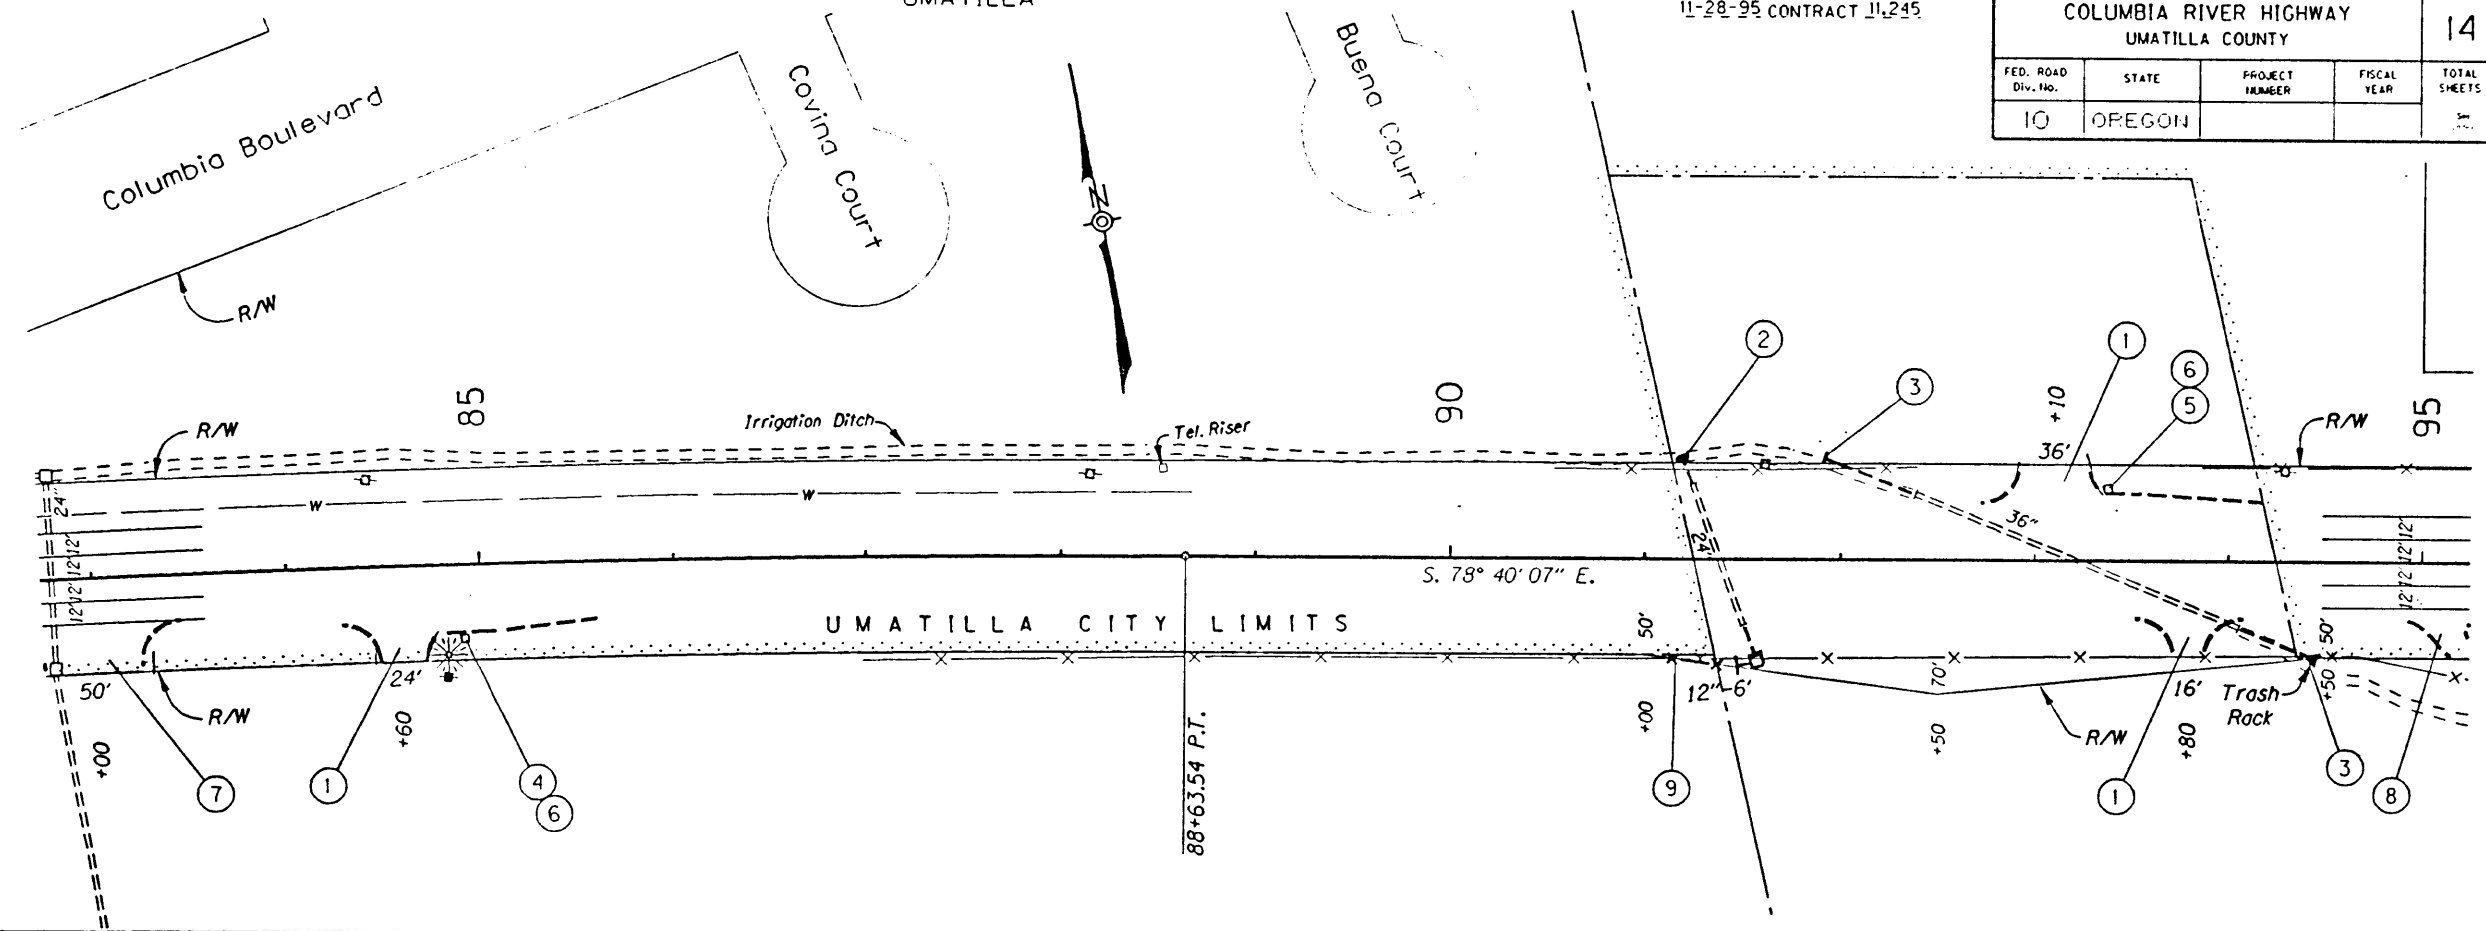 UMATILLA
11-28-95 CONTRACT 11,245
COLUMBIA RIVER HIGHWAY
UMATILLA COUNTY
14
FED. ROAD
Div. No.
STATE
PROJECT
NUMBER
FISCAL
YEAR
TOTAL
SHEETS
10
OREGON
Columbia Boulevard
Covina Court
Buena Court
N
R/W
R/W
85
Irrigation Ditch
Tel. Riser
90
2
3
1
6
5
+10
36'
R/W
95
24"
W
W
12' 12'
12' 12'
24"
36"
12' 12'
12'
S. 78° 40' 07" E.
UMATILLA CITY LIMITS
50'
50'
24'
R/W
+00
+60
7
1
4
6
88+63.54 P.T.
50'
12"-6'
+00
9
70'
+50
R/W
16'
+80
1
Trash
Rack
+50
3
8